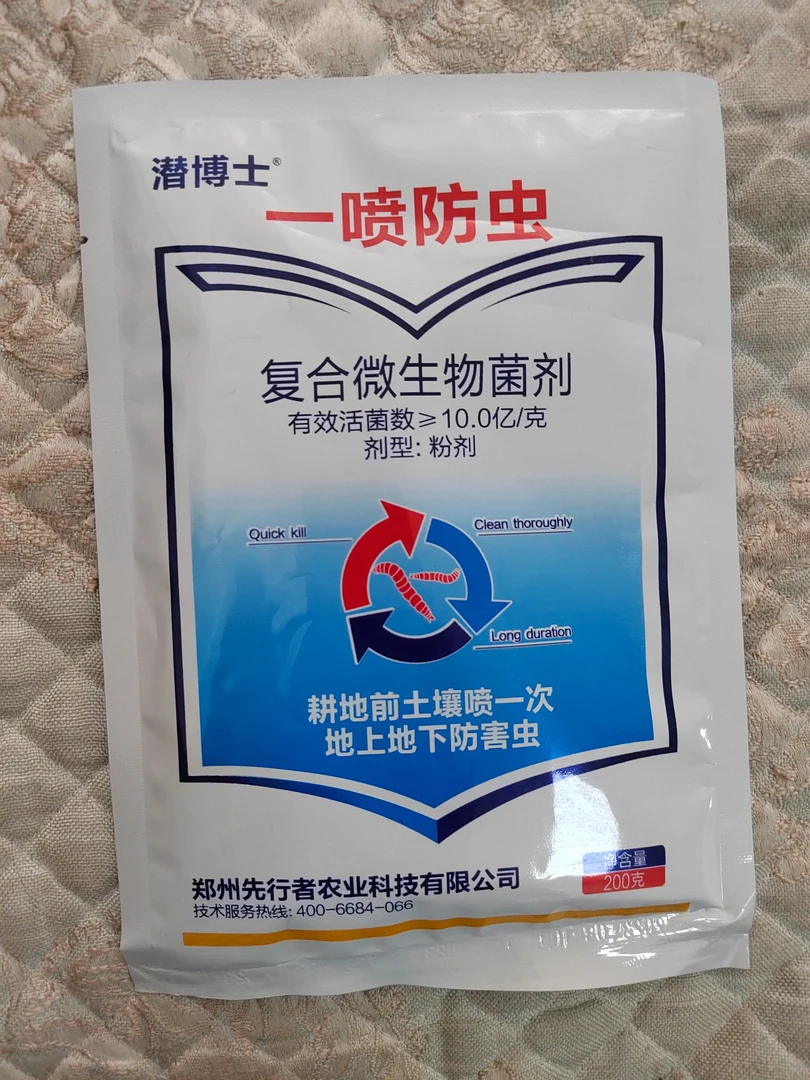 潜博士®
一喷防虫
复合微生物菌剂
有效活菌数≥10.0亿/克
剂型: 粉剂
Quick kill
Clean thoroughly
Long duration
耕地前土壤喷一次
地上地下防害虫
净含量
200克
郑州先行者农业科技有限公司
技术服务热线: 400-6684-066